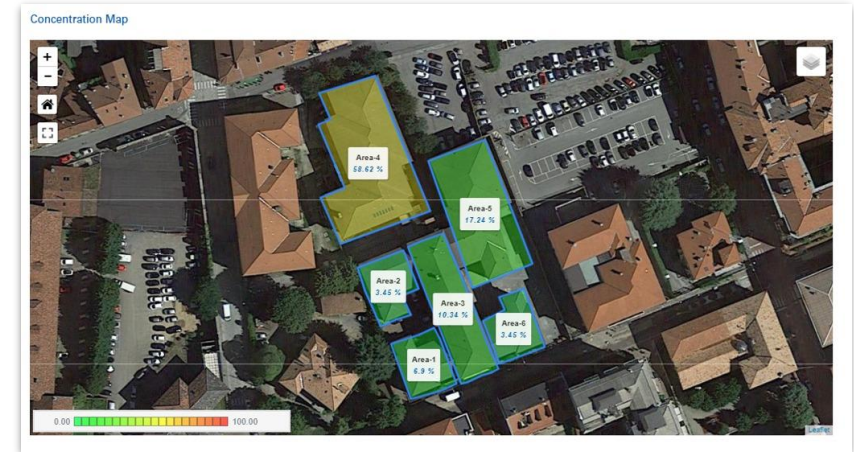 Concentration Map
+
−
Area-4
58.62 %
Area-5
17.24 %
Area-2
3.45 %
Area-3
10.34 %
Area-6
3.45 %
Area-1
6.9 %
0.00
100.00
Leaflet